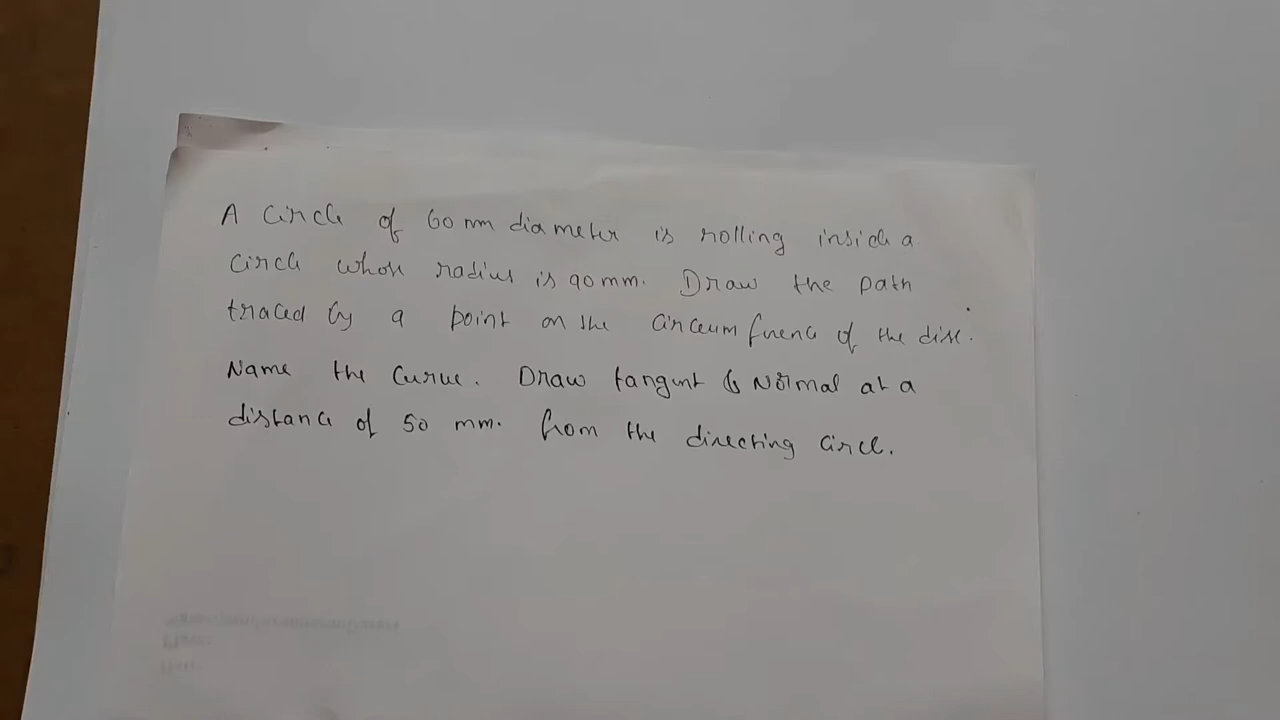 A circle of 60 mm diameter is rolling inside a
circle whose radius is 90 mm. Draw the path
traced by a point on the circumference of the disc.
Name the Curve. Draw tangent & Normal at a
distance of 50 mm. from the directing circle.